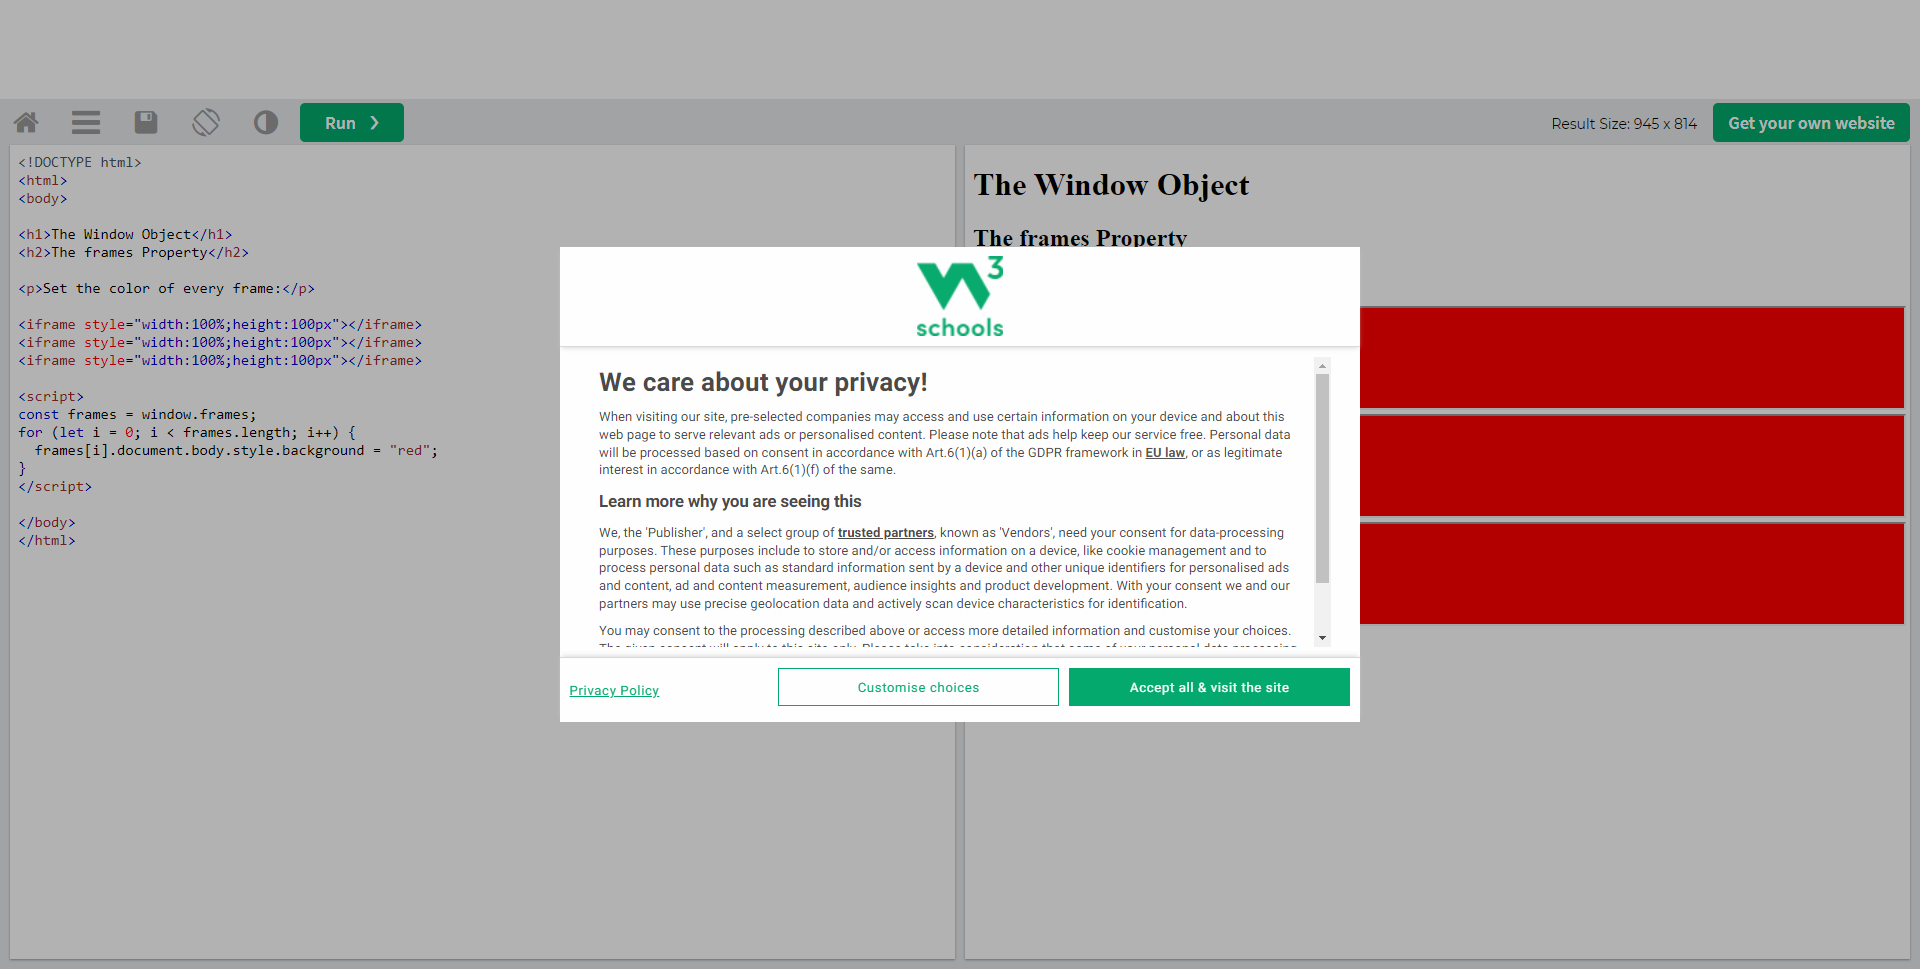 Run ❯
Result Size: 945 x 814
Get your own website
<!DOCTYPE html>
<html>
<body>
<h1>The Window Object</h1>
<h2>The frames Property</h2>
<p>Set the color of every frame:</p>
<iframe style="width:100%;height:100px"></iframe>
<iframe style="width:100%;height:100px"></iframe>
<iframe style="width:100%;height:100px"></iframe>
<script>
const frames = window.frames;
for (let i = 0; i < frames.length; i++) {
  frames[i].document.body.style.background = "red";
}
</script>
</body>
</html>
The Window Object
The frames Property
W3
schools
We care about your privacy!
When visiting our site, pre-selected companies may access and use certain information on your device and about this
web page to serve relevant ads or personalised content. Please note that ads help keep our service free. Personal data
will be processed based on consent in accordance with Art.6(1)(a) of the GDPR framework in EU law, or as legitimate
interest in accordance with Art.6(1)(f) of the same.
Learn more why you are seeing this
We, the 'Publisher', and a select group of trusted partners, known as 'Vendors', need your consent for data-processing
purposes. These purposes include to store and/or access information on a device, like cookie management and to
process personal data such as standard information sent by a device and other unique identifiers for personalised ads
and content, ad and content measurement, audience insights and product development. With your consent we and our
partners may use precise geolocation data and actively scan device characteristics for identification.
You may consent to the processing described above or access more detailed information and customise your choices.
Privacy Policy
Customise choices
Accept all & visit the site